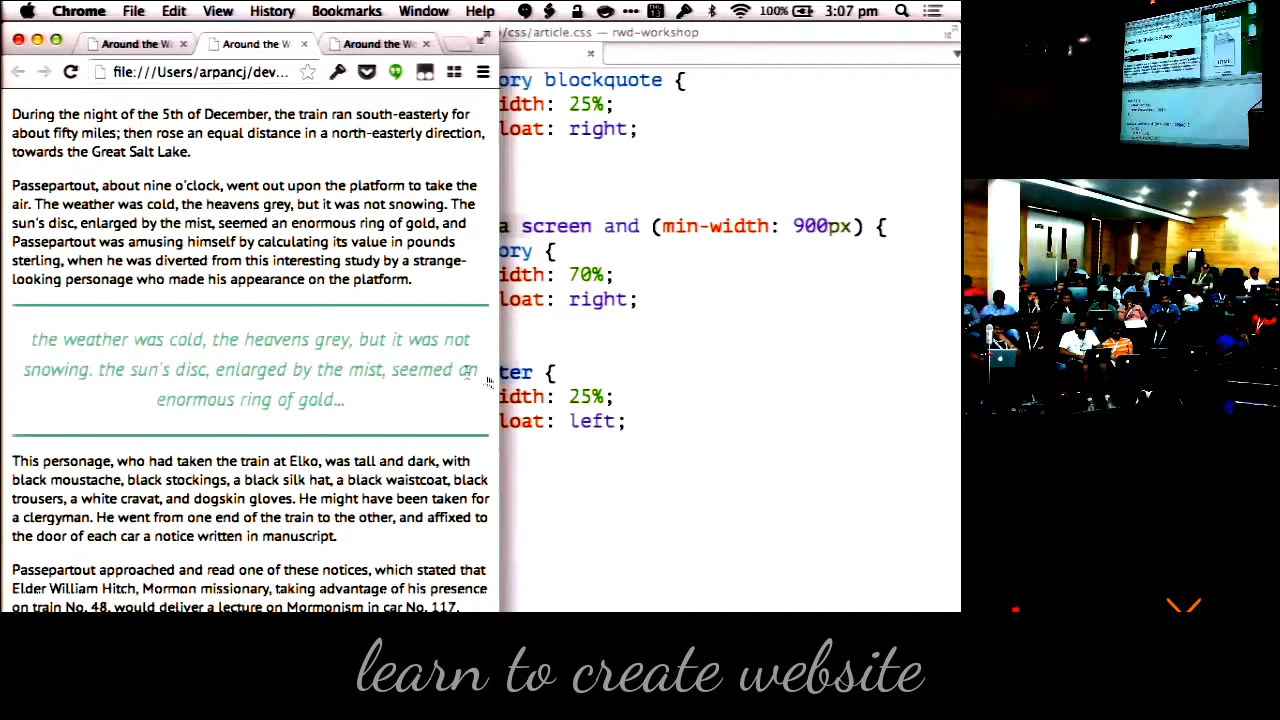 Chrome File Edit View History Bookmarks Window Help 100% 3:07 pm
/css/article.css — rwd-workshop
Around the W Around the W Around the W
file:///Users/arpancj/dev...
During the night of the 5th of December, the train ran south-easterly for
about fifty miles; then rose an equal distance in a north-easterly direction,
towards the Great Salt Lake.
Passepartout, about nine o'clock, went out upon the platform to take the
air. The weather was cold, the heavens grey, but it was not snowing. The
sun's disc, enlarged by the mist, seemed an enormous ring of gold, and
Passepartout was amusing himself by calculating its value in pounds
sterling, when he was diverted from this interesting study by a strange-
looking personage who made his appearance on the platform.
the weather was cold, the heavens grey, but it was not
snowing. the sun's disc, enlarged by the mist, seemed an
enormous ring of gold...
This personage, who had taken the train at Elko, was tall and dark, with
black moustache, black stockings, a black silk hat, a black waistcoat, black
trousers, a white cravat, and dogskin gloves. He might have been taken for
a clergyman. He went from one end of the train to the other, and affixed to
the door of each car a notice written in manuscript.
Passepartout approached and read one of these notices, which stated that
Elder William Hitch, Mormon missionary, taking advantage of his presence
on train No. 48, would deliver a lecture on Mormonism in car No. 117,
ory blockquote {
idth: 25%;
loat: right;
a screen and (min-width: 900px) {
ory {
idth: 70%;
loat: right;
ter {
idth: 25%;
loat: left;
learn to create website